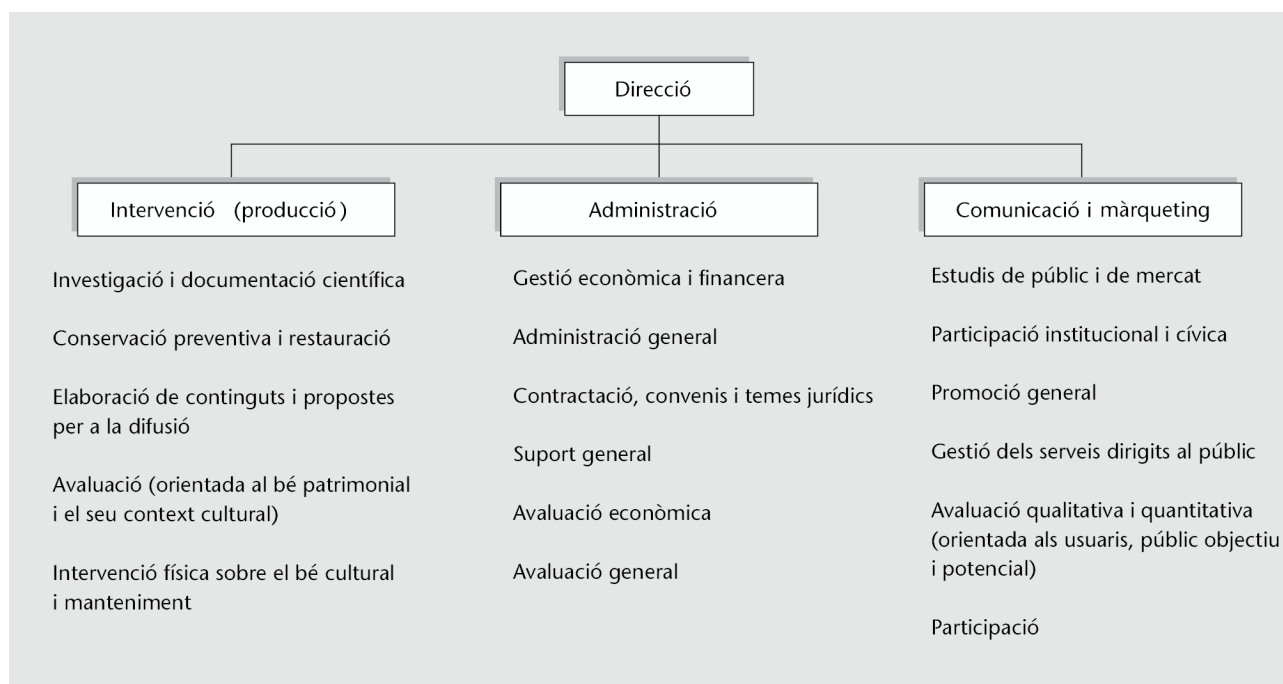 Direcció
Intervenció (producció)
Investigació i documentació científica
Conservació preventiva i restauració
Elaboració de continguts i propostes
per a la difusió
Avaluació (orientada al bé patrimonial
i el seu context cultural)
Intervenció física sobre el bé cultural
i manteniment
Administració
Gestió econòmica i financera
Administració general
Contractació, convenis i temes jurídics
Suport general
Avaluació econòmica
Avaluació general
Comunicació i màrqueting
Estudis de públic i de mercat
Participació institucional i cívica
Promoció general
Gestió dels serveis dirigits al públic
Avaluació qualitativa i quantitativa
(orientada als usuaris, públic objectiu
i potencial)
Participació